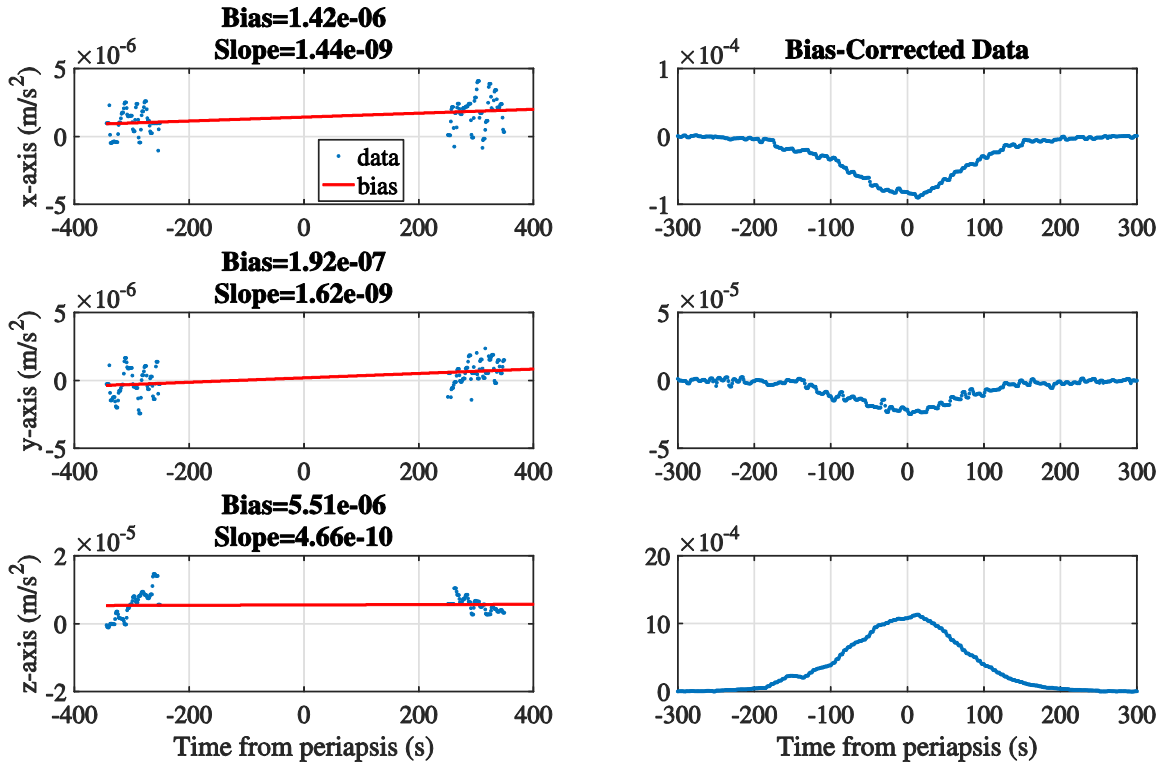 Bias=1.42e-06
Slope=1.44e-09
×10⁻⁶
5
0
-5
x-axis (m/s²)
-400 -200 0 200 400
data
bias
Bias-Corrected Data
×10⁻⁴
1
0
-1
-300 -200 -100 0 100 200 300
Bias=1.92e-07
Slope=1.62e-09
×10⁻⁶
5
0
-5
y-axis (m/s²)
-400 -200 0 200 400
×10⁻⁵
5
0
-5
-300 -200 -100 0 100 200 300
Bias=5.51e-06
Slope=4.66e-10
×10⁻⁵
2
0
-2
z-axis (m/s²)
-400 -200 0 200 400
Time from periapsis (s)
×10⁻⁴
20
10
0
-300 -200 -100 0 100 200 300
Time from periapsis (s)